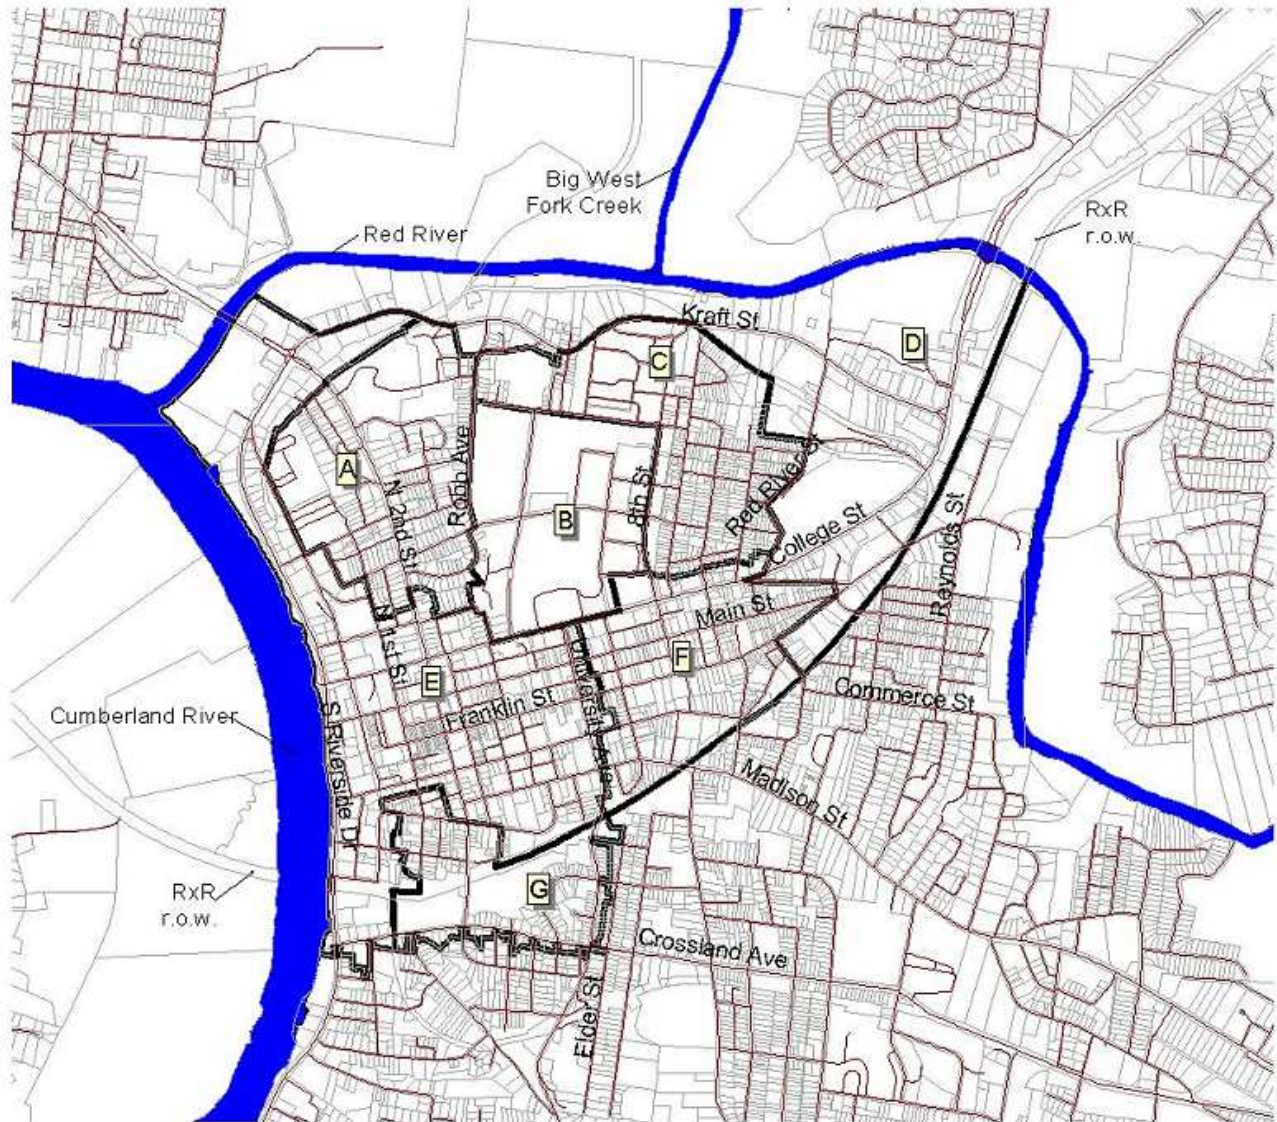 Big West
Fork Creek
RxR
r.o.w.
Red River
Kraft St
D
C
A
Robb Ave
N 2nd St
B
8th St
Red River St
College St
Reynolds St
Main St
N 1st St
F
E
University Ave
Commerce St
Franklin St
Cumberland River
S Riverside Dr
Madison St
RxR
r.o.w.
G
Crossland Ave
Elder St